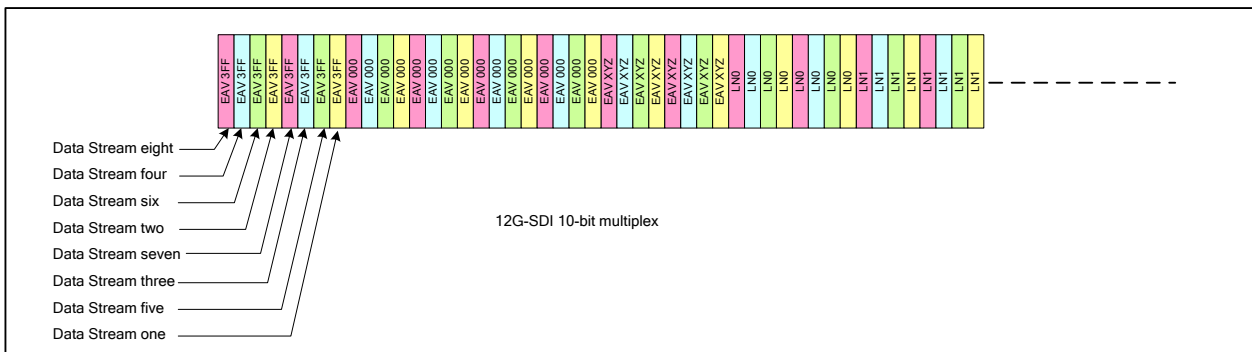 EAV 3FF EAV 3FF EAV 3FF EAV 3FF EAV 3FF EAV 3FF EAV 3FF EAV 3FF EAV 000 EAV 000 EAV 000 EAV 000 EAV 000 EAV 000 EAV 000 EAV 000 EAV 000 EAV 000 EAV 000 EAV 000 EAV 000 EAV 000 EAV 000 EAV 000 EAV XYZ EAV XYZ EAV XYZ EAV XYZ EAV XYZ EAV XYZ EAV XYZ EAV XYZ LN0 LN0 LN0 LN0 LN0 LN0 LN0 LN0 LN1 LN1 LN1 LN1 LN1 LN1 LN1 LN1
Data Stream eight
Data Stream four
Data Stream six
Data Stream two
Data Stream seven
Data Stream three
Data Stream five
Data Stream one
12G-SDI 10-bit multiplex